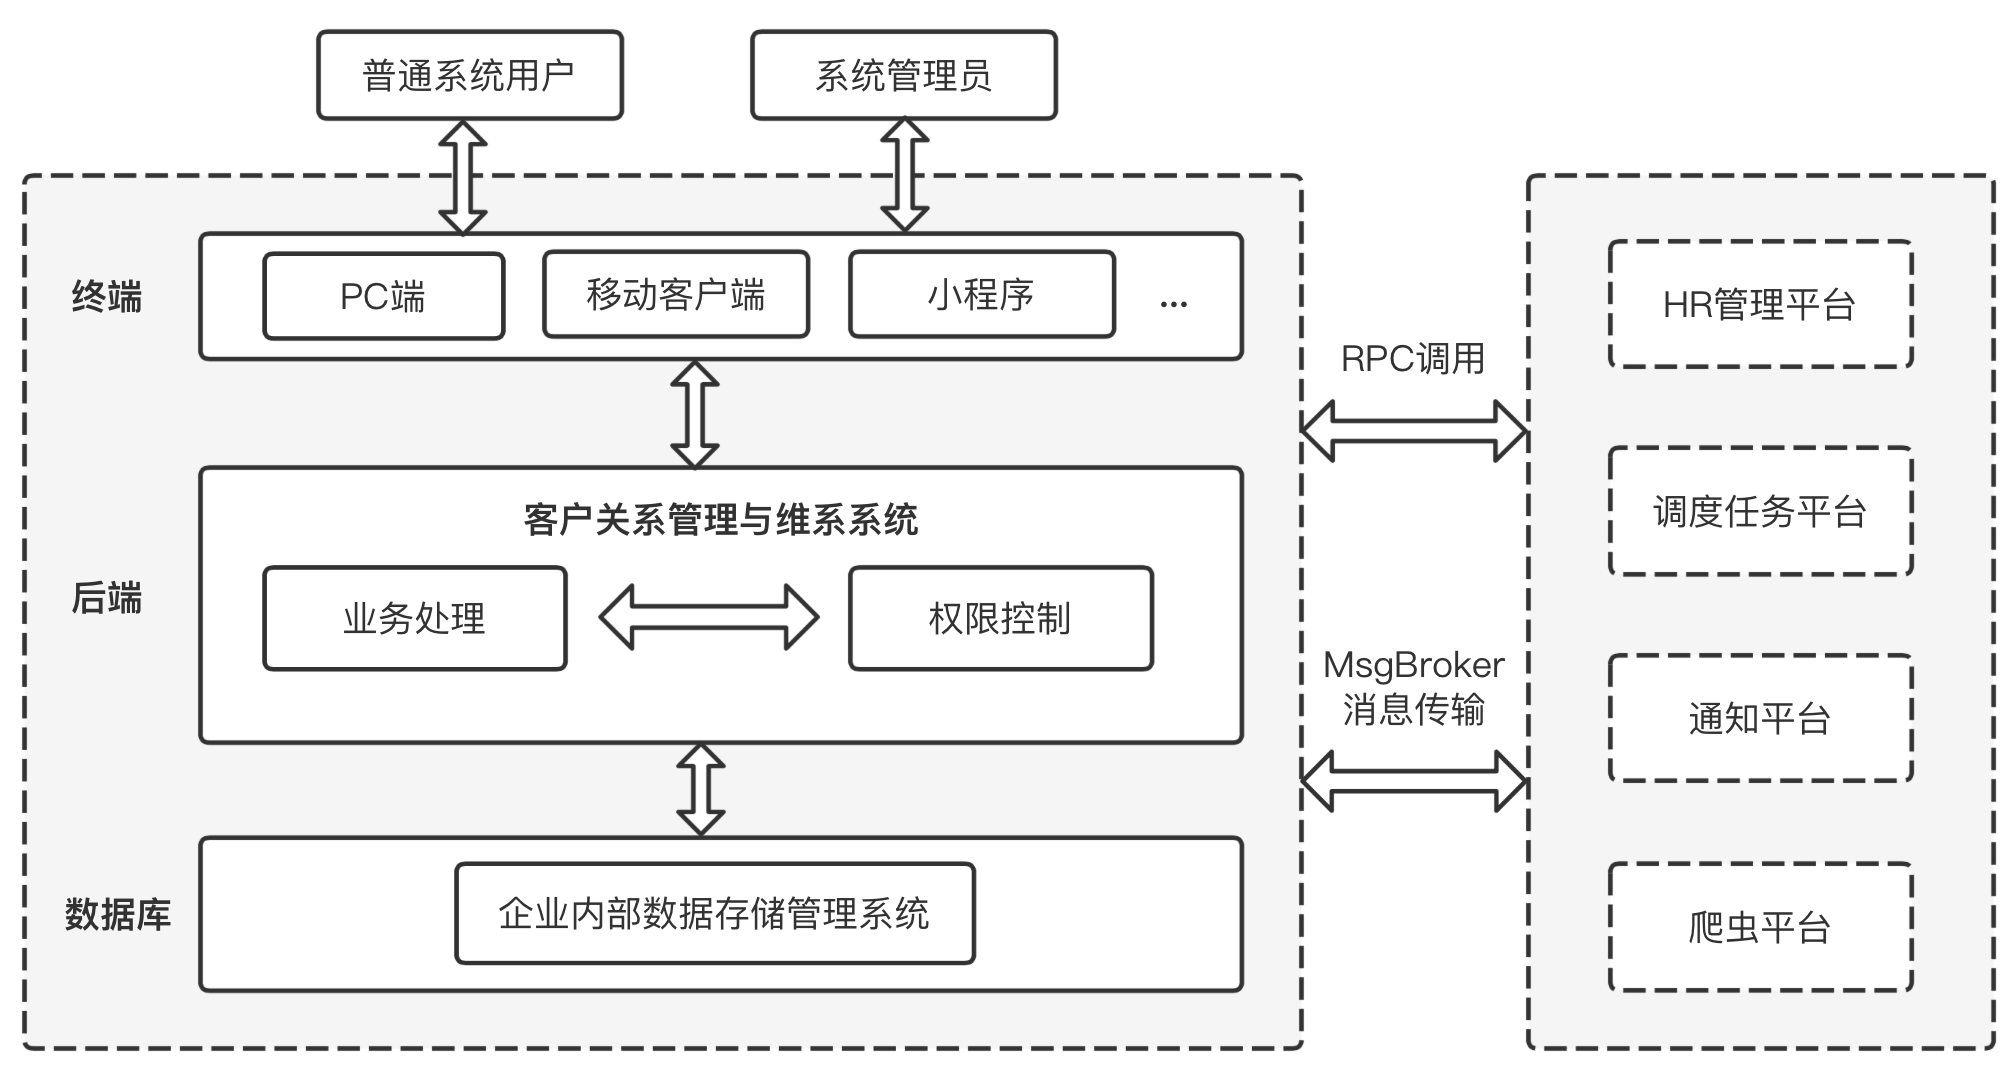 普通系统用户
系统管理员
终端
PC端
移动客户端
小程序
...
后端
客户关系管理与维系系统
业务处理
权限控制
数据库
企业内部数据存储管理系统
RPC调用
MsgBroker
消息传输
HR管理平台
调度任务平台
通知平台
爬虫平台